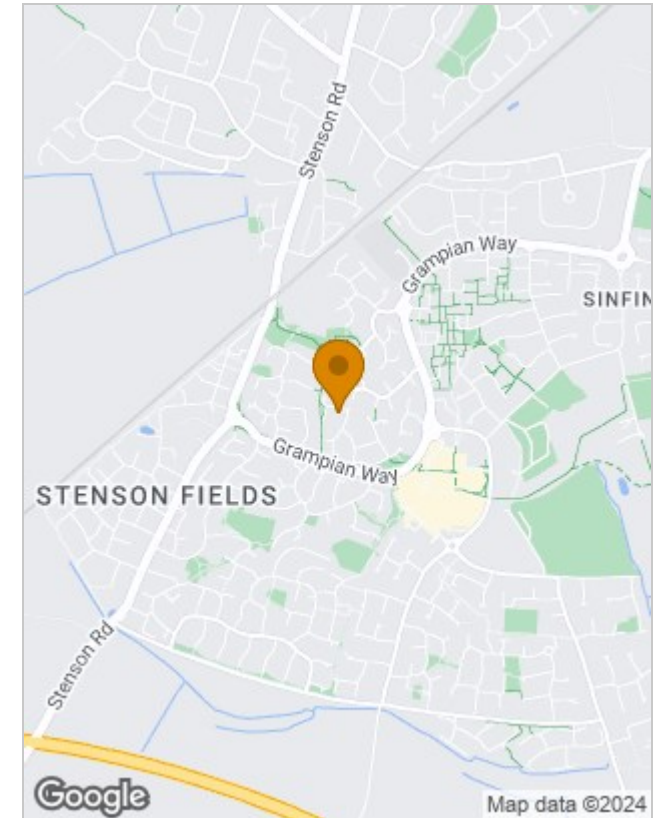 Stenson Rd
Grampian Way
SINFIN
Grampian Way
STENSON FIELDS
Stenson Rd
Google
Map data ©2024